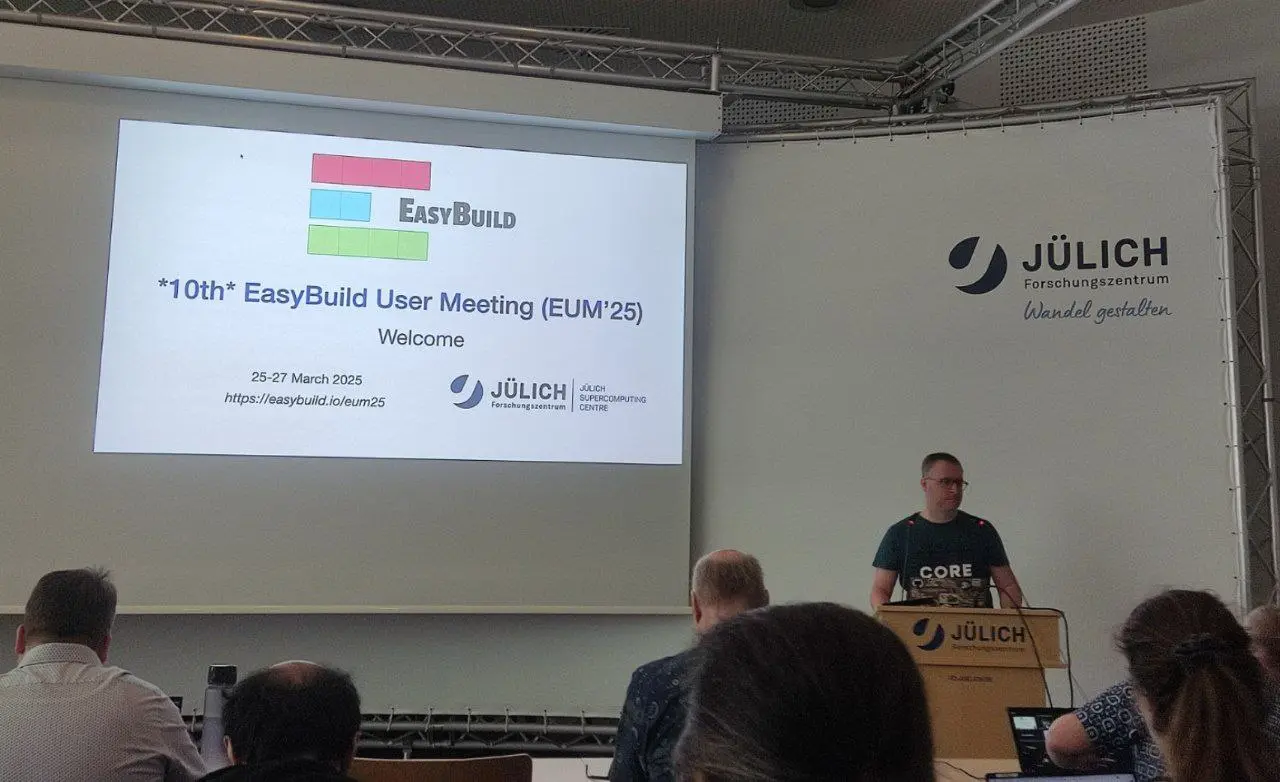 EASYBUILD
*10th* EasyBuild User Meeting (EUM'25)
Welcome
25-27 March 2025
https://easybuild.io/eum25
JÜLICH
Forschungszentrum
JÜLICH
SUPERCOMPUTING
CENTRE
JÜLICH
Forschungszentrum
Wandel gestalten
CORE
JÜLICH
Forschungszentrum